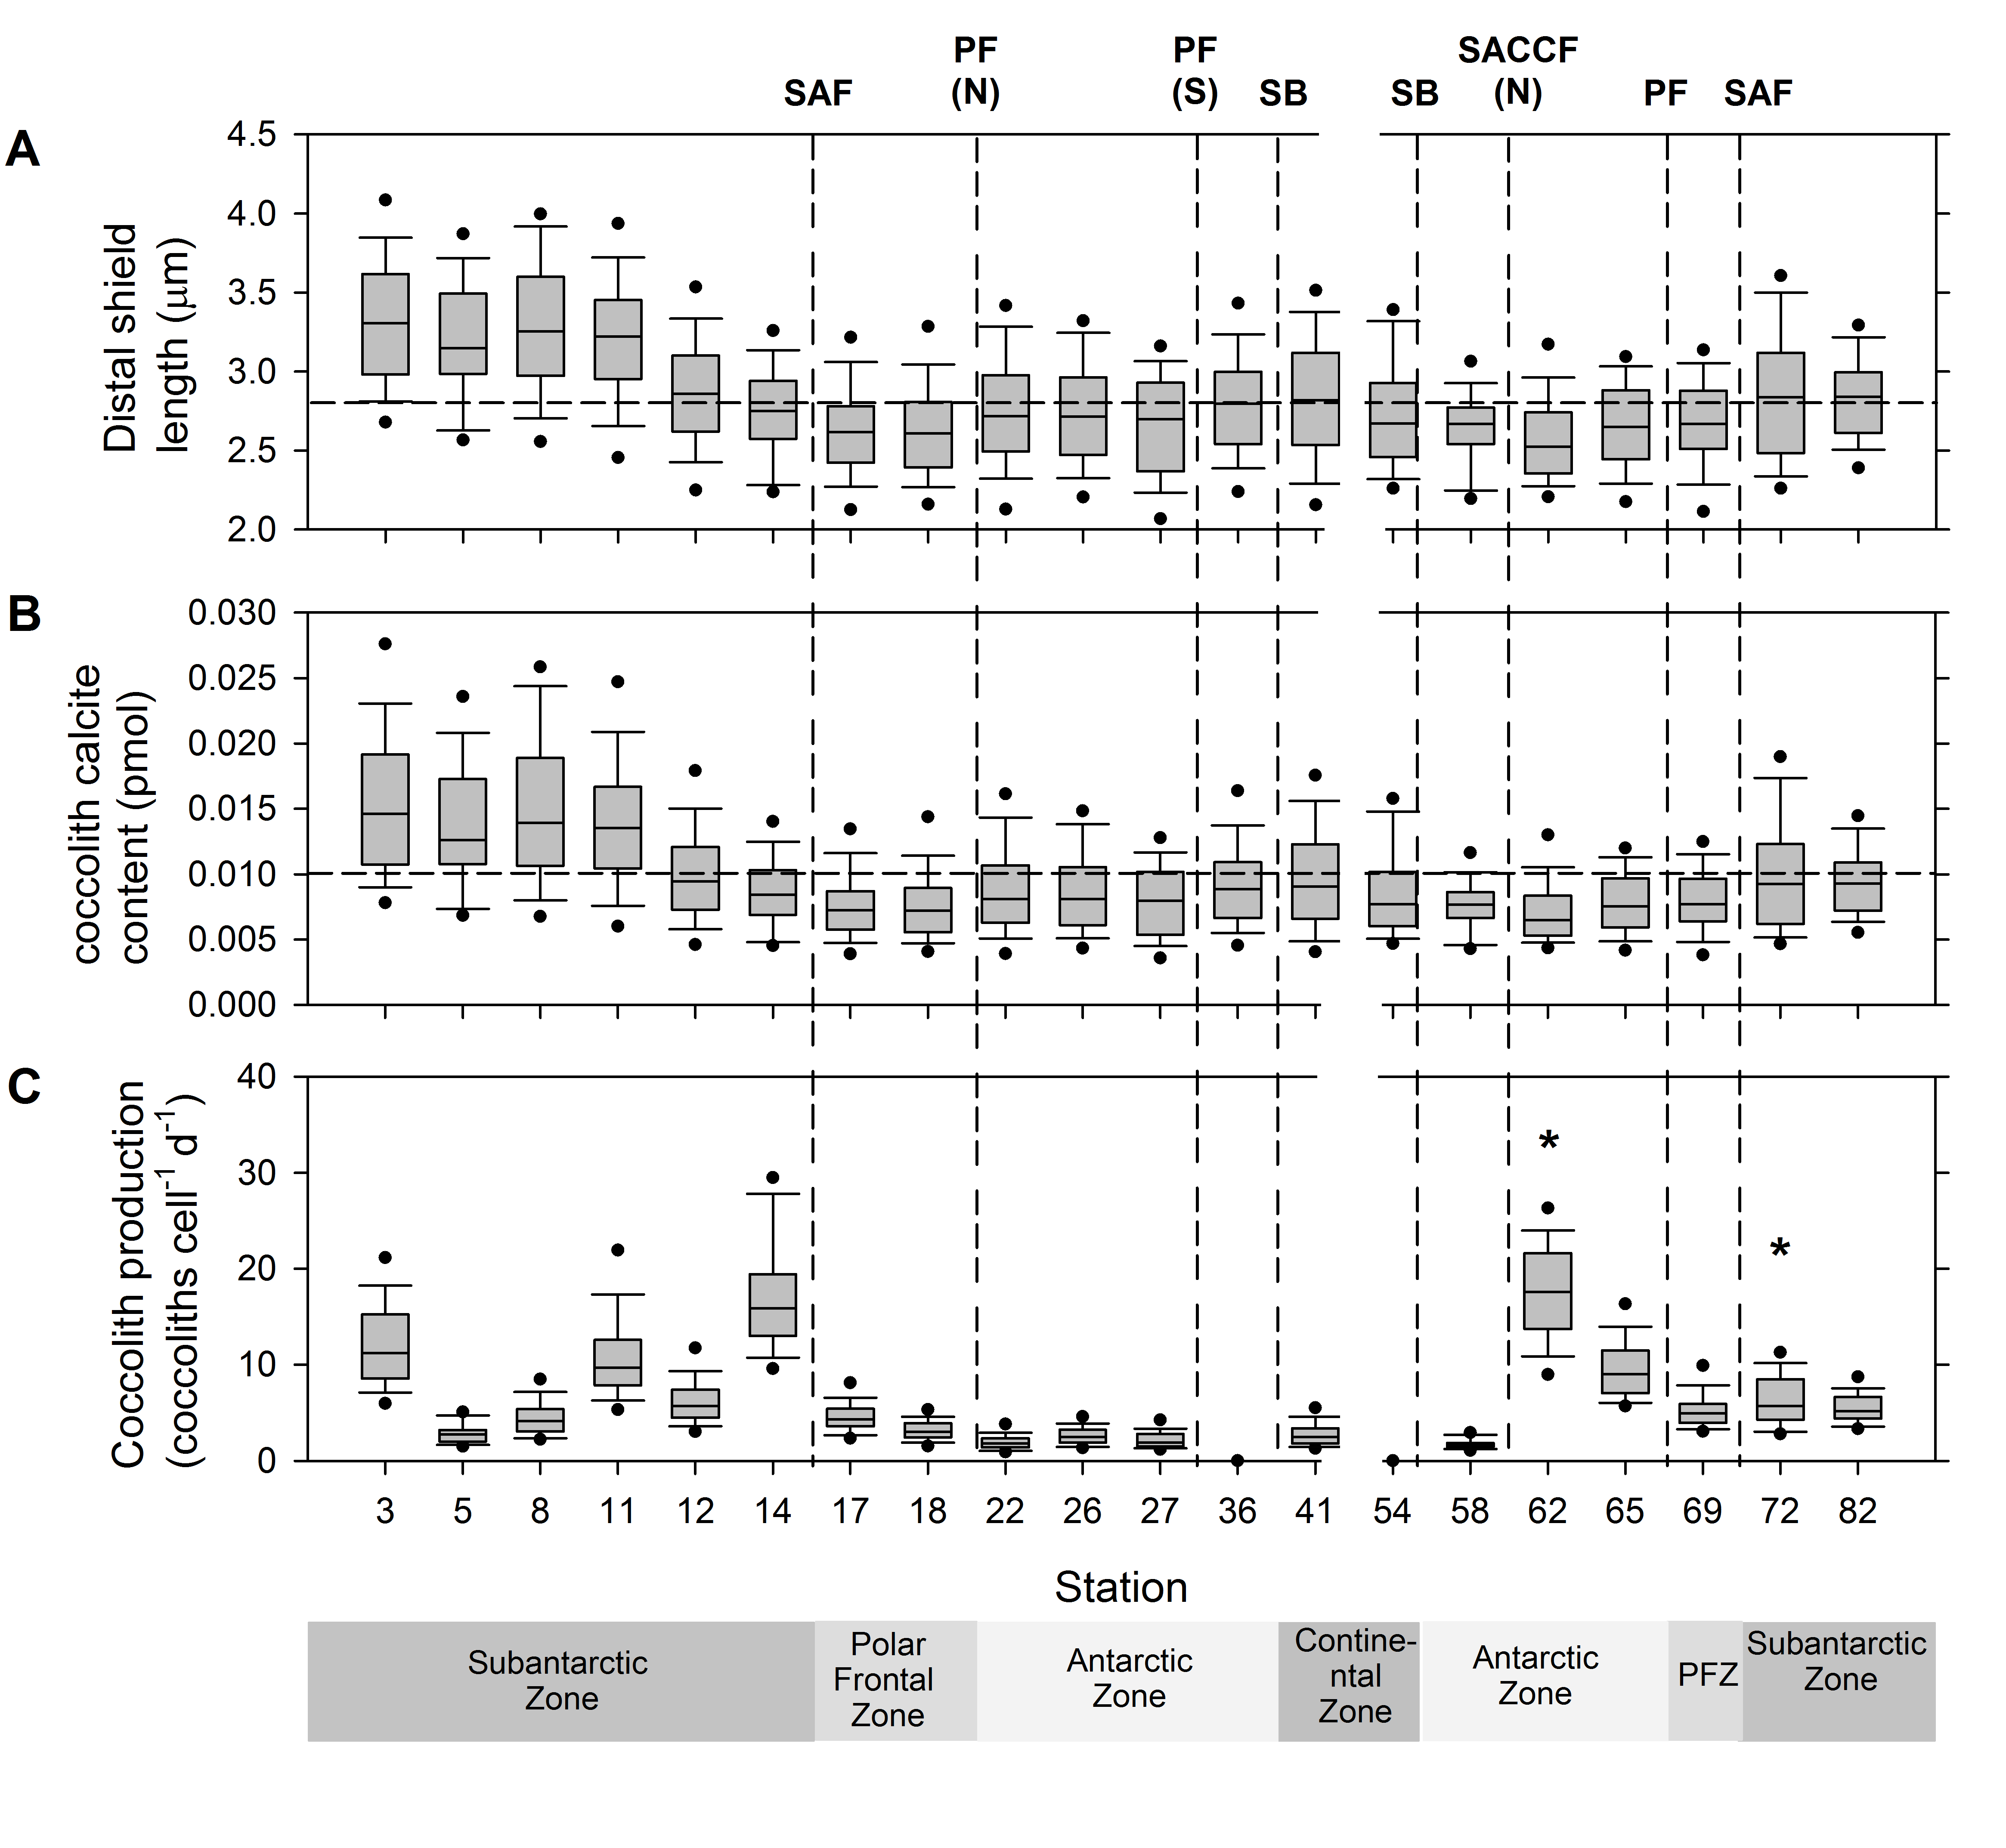 PF PF SACCF
SAF (N) (S) SB SB (N) PF SAF
A
Distal shield
length (μm)
4.5
4.0
3.5
3.0
2.5
2.0
B
coccolith calcite
content (pmol)
0.030
0.025
0.020
0.015
0.010
0.005
0.000
C
Coccolith production
(coccoliths cell⁻¹ d⁻¹)
40
30
20
10
0
*
*
3 5 8 11 12 14 17 18 22 26 27 36 41 54 58 62 65 69 72 82
Station
Subantarctic
Zone
Polar
Frontal
Zone
Antarctic
Zone
Contine-
ntal
Zone
Antarctic
Zone
PFZ
Subantarctic
Zone